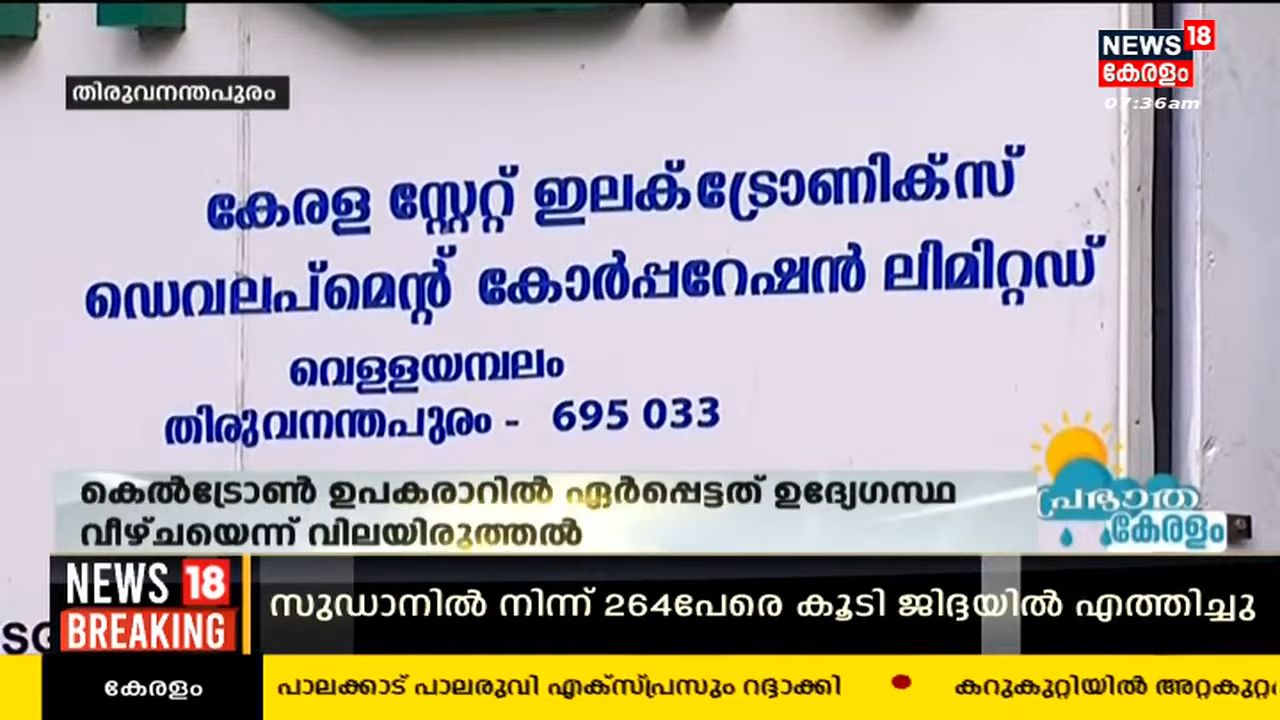 NEWS 18
കേരളം
07:36am
തിരുവനന്തപുരം
കേരള സ്റ്റേറ്റ് ഇലക്ട്രോണിക്സ്
ഡെവലപ്മെന്റ് കോർപ്പറേഷൻ ലിമിറ്റഡ്
വെള്ളയമ്പലം
തിരുവനന്തപുരം - 695 033
കെൽട്രോൺ ഉപകരാറിൽ ഏർപ്പെട്ടത് ഉദ്യേഗസ്ഥ
വീഴ്ചയെന്ന് വിലയിരുത്തൽ
പ്രഭാത
കേരളം
NEWS 18
BREAKING
സുഡാനിൽ നിന്ന് 264പേരെ കൂടി ജിദ്ദയിൽ എത്തിച്ചു
കേരളം
പാലക്കാട് പാലരുവി എക്സ്പ്രസും റദ്ദാക്കി • കറുകുറ്റിയിൽ